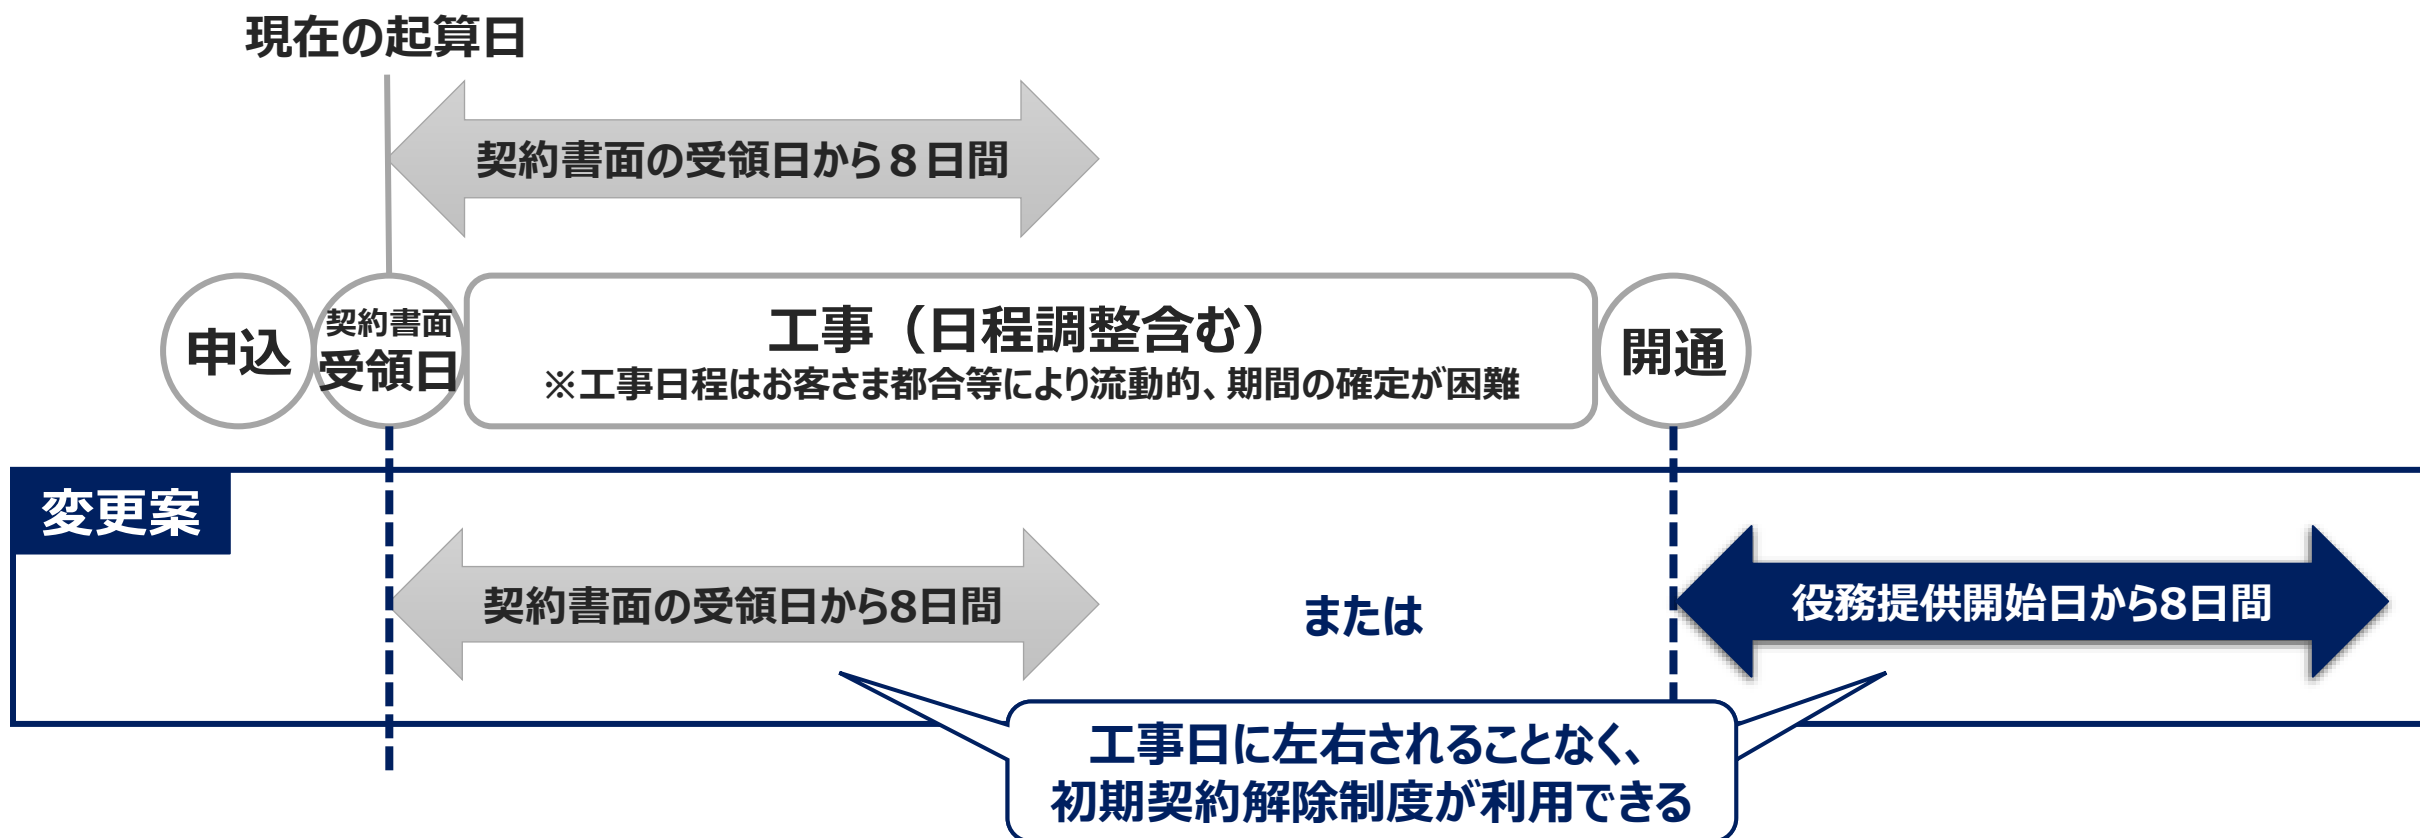 現在の起算日
契約書面の受領日から８日間
申込
契約書面
受領日
工事（日程調整含む）
※工事日程はお客さま都合等により流動的、期間の確定が困難
開通
変更案
契約書面の受領日から8日間
または
役務提供開始日から8日間
工事日に左右されることなく、
初期契約解除制度が利用できる